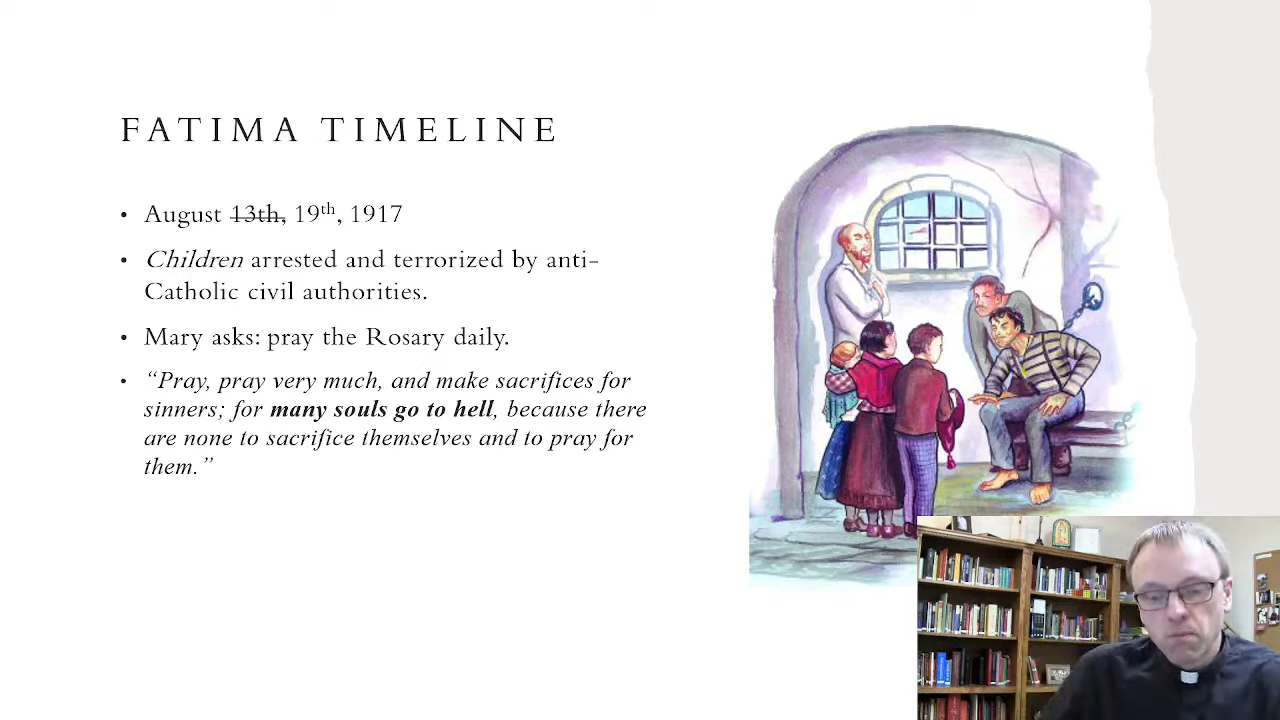 FATIMA TIMELINE
• August 13th, 19th, 1917
• Children arrested and terrorized by anti-
Catholic civil authorities.
• Mary asks: pray the Rosary daily.
• “Pray, pray very much, and make sacrifices for
sinners; for many souls go to hell, because there
are none to sacrifice themselves and to pray for
them.”